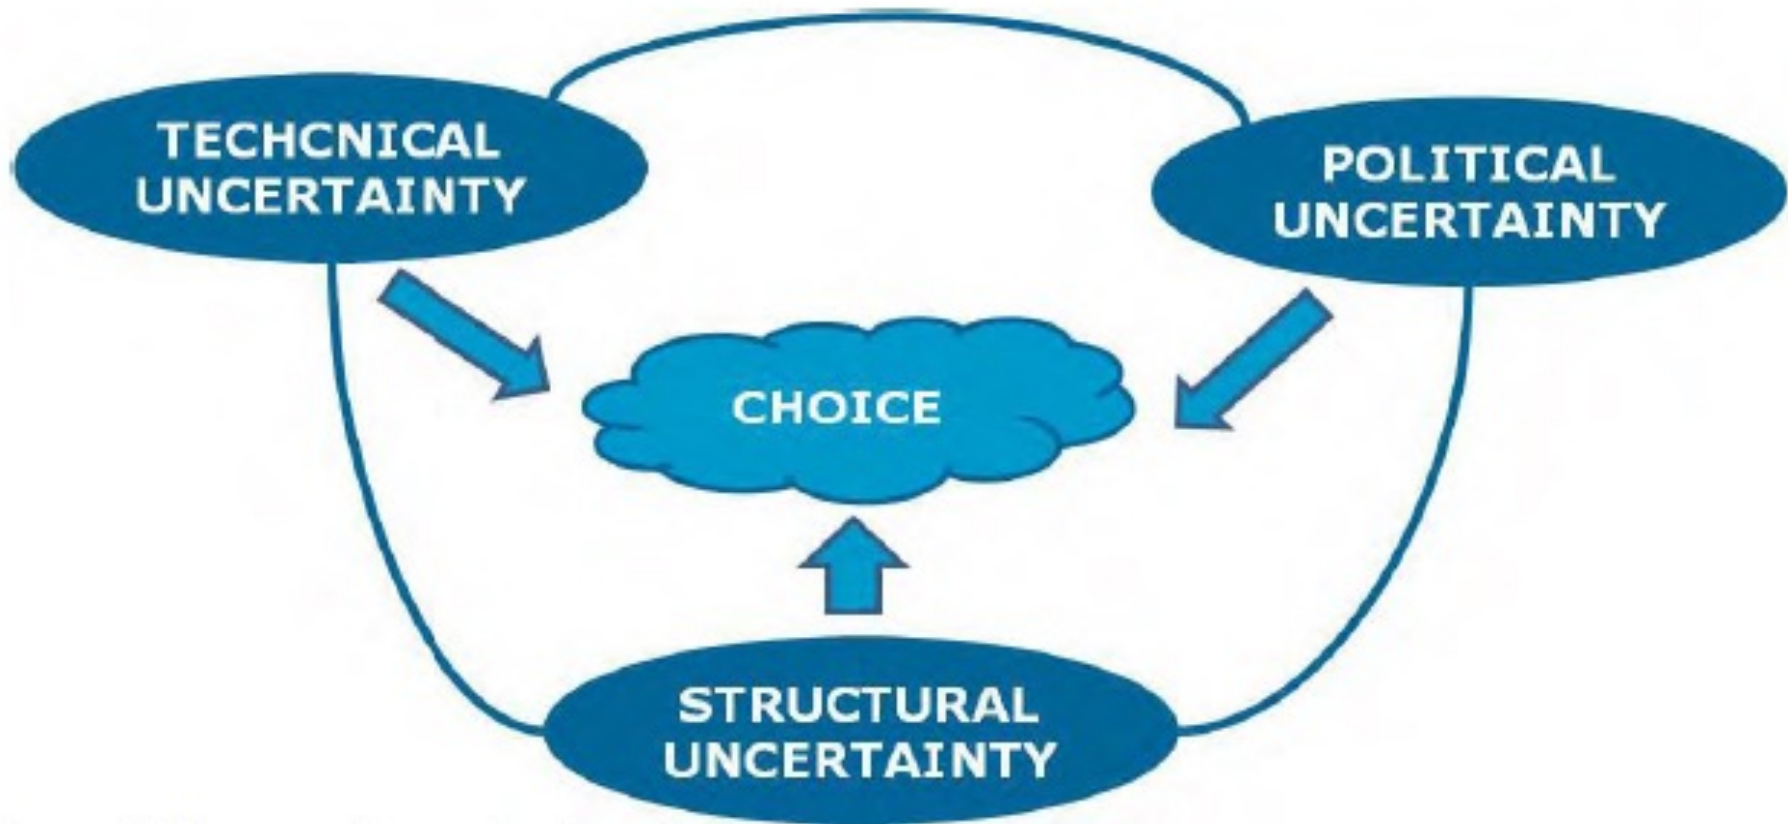 TECHCNICAL
UNCERTAINTY
POLITICAL
UNCERTAINTY
CHOICE
STRUCTURAL
UNCERTAINTY